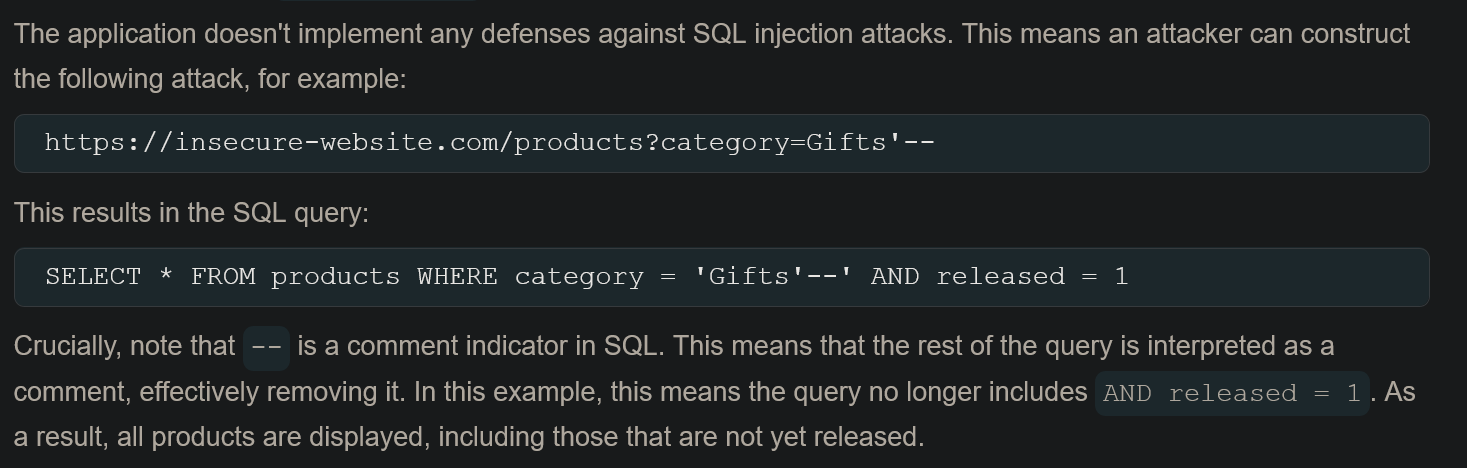 The application doesn't implement any defenses against SQL injection attacks. This means an attacker can construct
the following attack, for example:
https://insecure-website.com/products?category=Gifts'--
This results in the SQL query:
SELECT * FROM products WHERE category = 'Gifts'--' AND released = 1
Crucially, note that -- is a comment indicator in SQL. This means that the rest of the query is interpreted as a
comment, effectively removing it. In this example, this means the query no longer includes AND released = 1. As
a result, all products are displayed, including those that are not yet released.